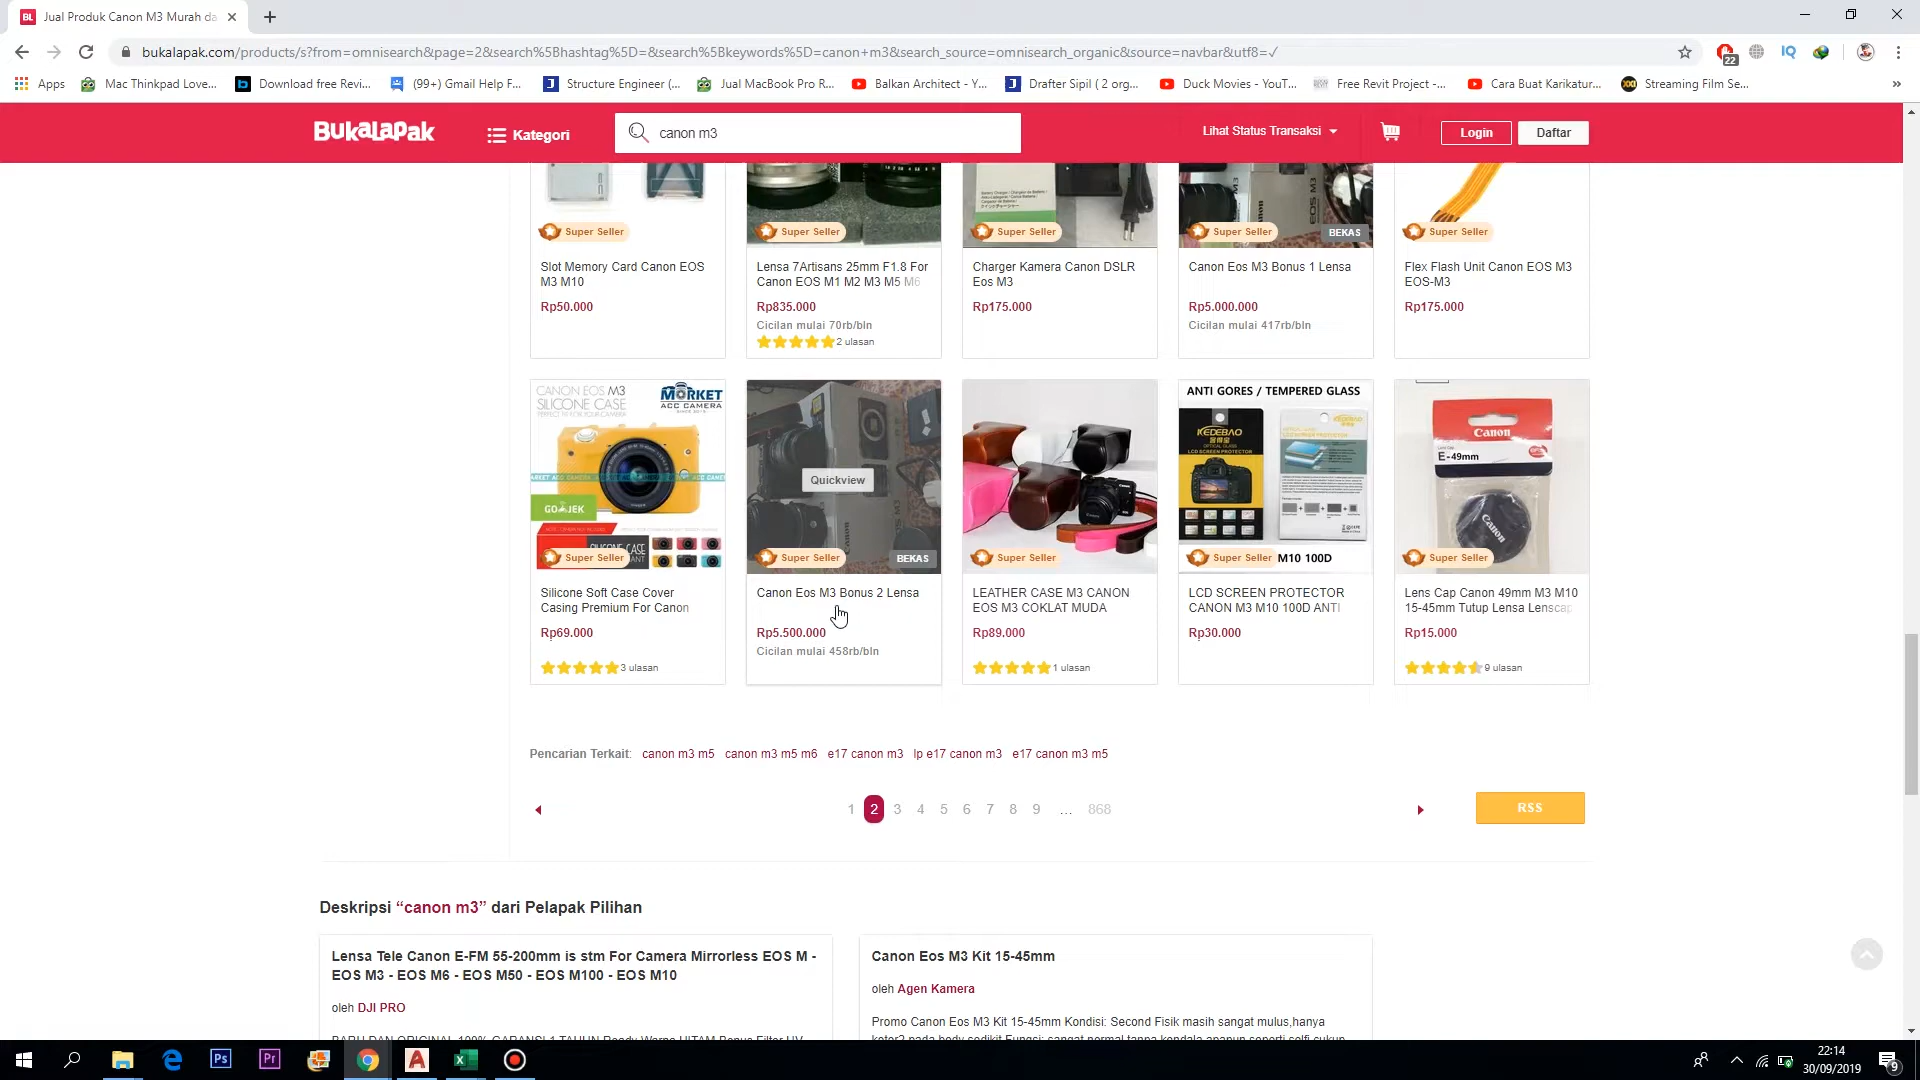 Jual Produk Canon M3 Murah da
bukalapak.com/products/s?from=omnisearch&page=2&search%5Bhashtag%5D=&search%5Bkeywords%5D=canon+m3&search_source=omnisearch_organic&source=navbar&utf8=✓
22
Apps
Mac Thinkpad Love...
Download free Revi...
(99+) Gmail Help F...
Structure Engineer (...
Jual MacBook Pro R...
Balkan Architect - Y...
Drafter Sipil ( 2 org...
Duck Movies - YouT...
Free Revit Project -...
Cara Buat Karikatur...
Streaming Film Se...
BukaLapak
Kategori
canon m3
Lihat Status Transaksi
Login
Daftar
Super Seller
Super Seller
Super Seller
Super Seller
BEKAS
Super Seller
Slot Memory Card Canon EOS
M3 M10
Rp50.000
Lensa 7Artisans 25mm F1.8 For
Canon EOS M1 M2 M3 M5 M6
Rp835.000
Cicilan mulai 70rb/bln
2 ulasan
Charger Kamera Canon DSLR
Eos M3
Rp175.000
Canon Eos M3 Bonus 1 Lensa
Rp5.000.000
Cicilan mulai 417rb/bln
Flex Flash Unit Canon EOS M3
EOS-M3
Rp175.000
CANON EOS M3
SILICONE CASE
MORKET
ACC CAMERA
GO-JEK
Super Seller
Silicone Soft Case Cover
Casing Premium For Canon
Rp69.000
3 ulasan
Quickview
Super Seller
BEKAS
Canon Eos M3 Bonus 2 Lensa
Rp5.500.000
Cicilan mulai 458rb/bln
Super Seller
LEATHER CASE M3 CANON
EOS M3 COKLAT MUDA
Rp89.000
1 ulasan
ANTI GORES / TEMPERED GLASS
KEDEBAO
LCD SCREEN
PROTECTOR
Super Seller
M10 100D
LCD SCREEN PROTECTOR
CANON M3 M10 100D ANTI
Rp30.000
Canon
E-49mm
Canon
Super Seller
Lens Cap Canon 49mm M3 M10
15-45mm Tutup Lensa Lenscap
Rp15.000
9 ulasan
Pencarian Terkait: canon m3 m5 canon m3 m5 m6 e17 canon m3 lp e17 canon m3 e17 canon m3 m5
1 2 3 4 5 6 7 8 9 ... 868
RSS
Deskripsi “canon m3” dari Pelapak Pilihan
Lensa Tele Canon E-FM 55-200mm is stm For Camera Mirrorless EOS M -
EOS M3 - EOS M6 - EOS M50 - EOS M100 - EOS M10
oleh DJI PRO
Canon Eos M3 Kit 15-45mm
oleh Agen Kamera
Promo Canon Eos M3 Kit 15-45mm Kondisi: Second Fisik masih sangat mulus,hanya
22:14
30/09/2019
9